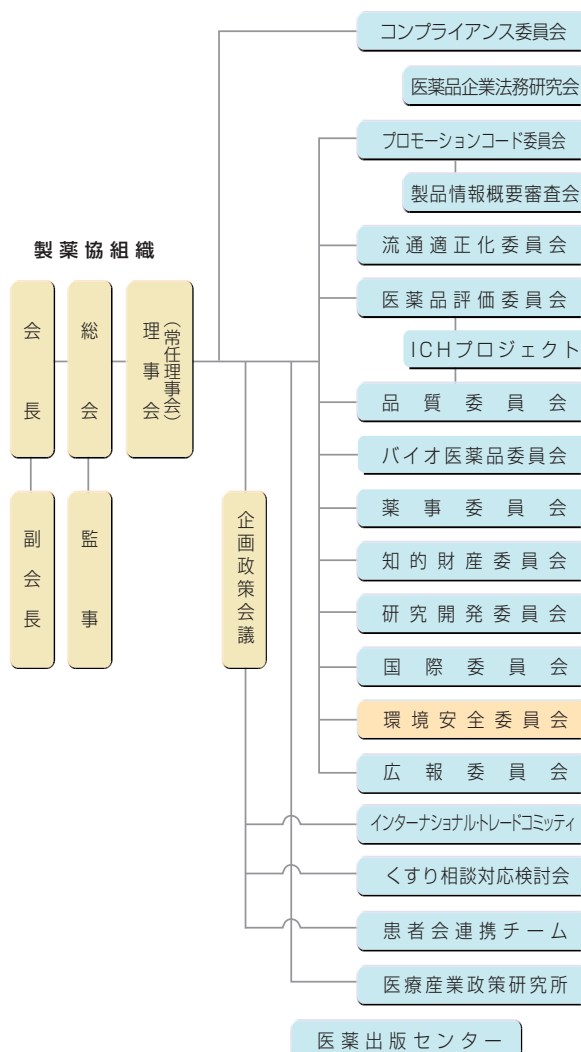 コンプライアンス委員会
医薬品企業法務研究会
プロモーションコード委員会
製品情報概要審査会
製薬協組織
流通適正化委員会
医薬品評価委員会
会長
総会
理事会
(常任理事会)
ICHプロジェクト
品質委員会
バイオ医薬品委員会
副会長
監事
企画政策会議
薬事委員会
知的財産委員会
研究開発委員会
国際委員会
環境安全委員会
広報委員会
インターナショナル・トレードコミッティ
くすり相談対応検討会
患者会連携チーム
医療産業政策研究所
医薬出版センター